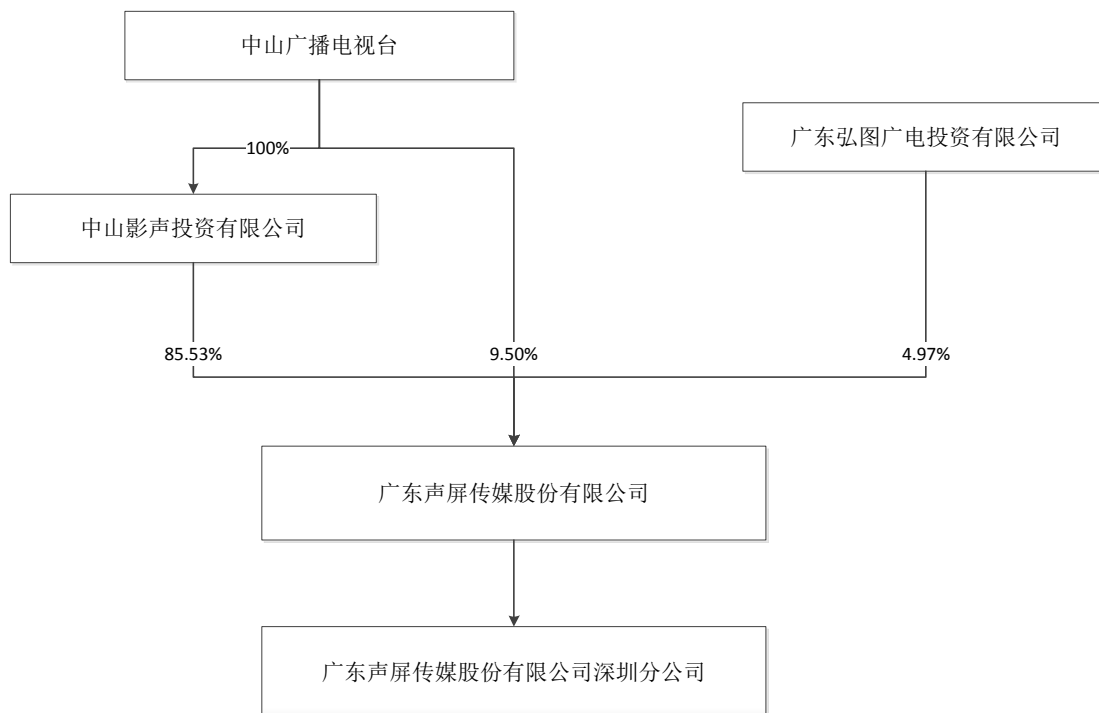 中山广播电视台
广东弘图广电投资有限公司
100%
中山影声投资有限公司
85.53%
9.50%
4.97%
广东声屏传媒股份有限公司
广东声屏传媒股份有限公司深圳分公司